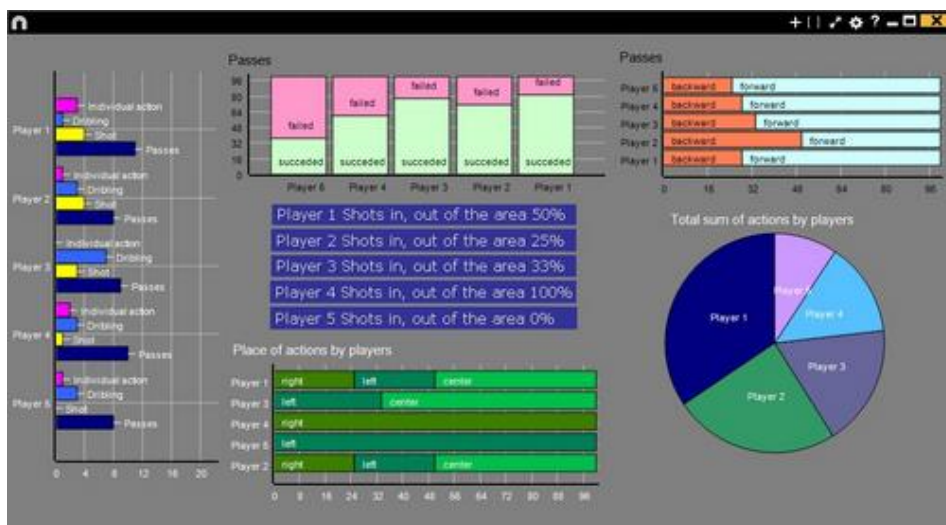 Player 1
Individual action
Dribling
Shot
Passes
Player 2
Individual action
Dribling
Shot
Passes
Player 3
Individual action
Dribling
Shot
Passes
Player 4
Individual action
Dribling
Shot
Passes
Player 5
Individual action
Dribling
Shot
Passes
0 4 8 12 16 20
Passes
96
80
64
48
32
16
0
failed failed failed failed failed
succeded succeded succeded succeded succeded
Player 4 Player 3 Player 2 Player 1
Player 1 Shots in, out of the area 50%
Player 2 Shots in, out of the area 25%
Player 3 Shots in, out of the area 33%
Player 4 Shots in, out of the area 100%
Player 5 Shots in, out of the area 0%
Place of actions by players
Player 1 right left center
Player 3 left center
Player 4 right
Player 5 left
Player 2 right left center
0 8 16 24 32 40 48 56 64 72 80 88 96
Passes
Player 5 backward forward
Player 4 backward forward
Player 3 backward forward
Player 2 backward forward
Player 1 backward forward
0 16 32 48 64 80 96
Total sum of actions by players
Player 5
Player 4
Player 1
Player 3
Player 2